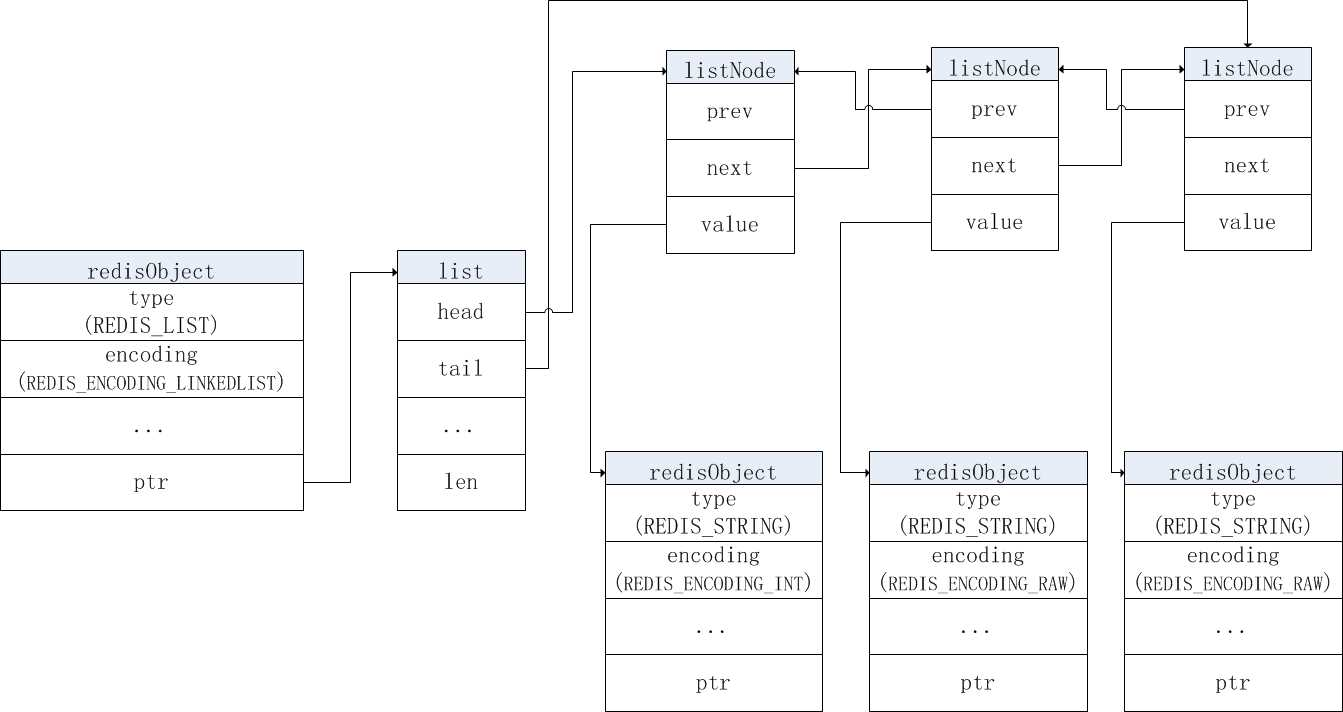 listNode
prev
next
value
listNode
prev
next
value
listNode
prev
next
value
redisObject
type
(REDIS_LIST)
encoding
(REDIS_ENCODING_LINKEDLIST)
...
ptr
list
head
tail
...
len
redisObject
type
(REDIS_STRING)
encoding
(REDIS_ENCODING_INT)
...
ptr
redisObject
type
(REDIS_STRING)
encoding
(REDIS_ENCODING_RAW)
...
ptr
redisObject
type
(REDIS_STRING)
encoding
(REDIS_ENCODING_RAW)
...
ptr